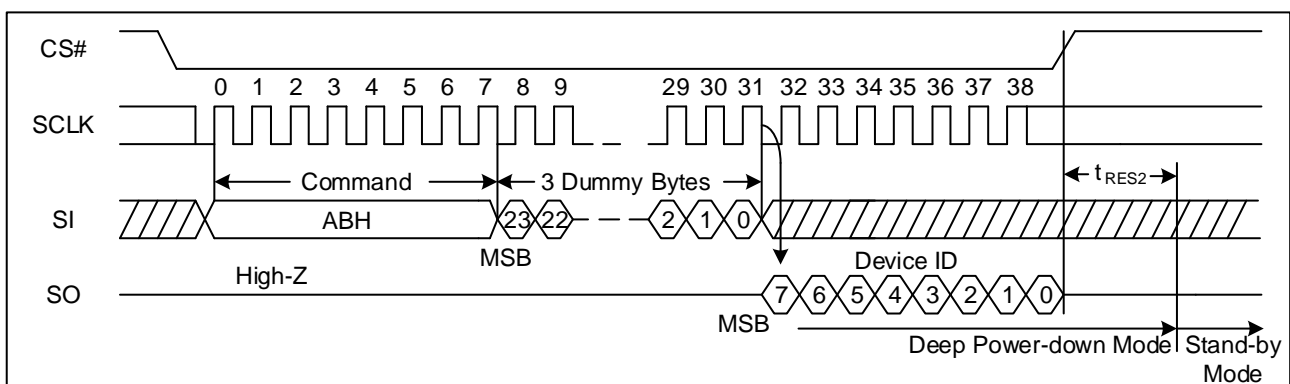 CS#
0 1 2 3 4 5 6 7 8 9 29 30 31 32 33 34 35 36 37 38
SCLK
Command 3 Dummy Bytes tRES2
SI ABH 23 22 2 1 0
MSB Device ID
High-Z
SO 7 6 5 4 3 2 1 0
MSB
Deep Power-down Mode Stand-by
Mode